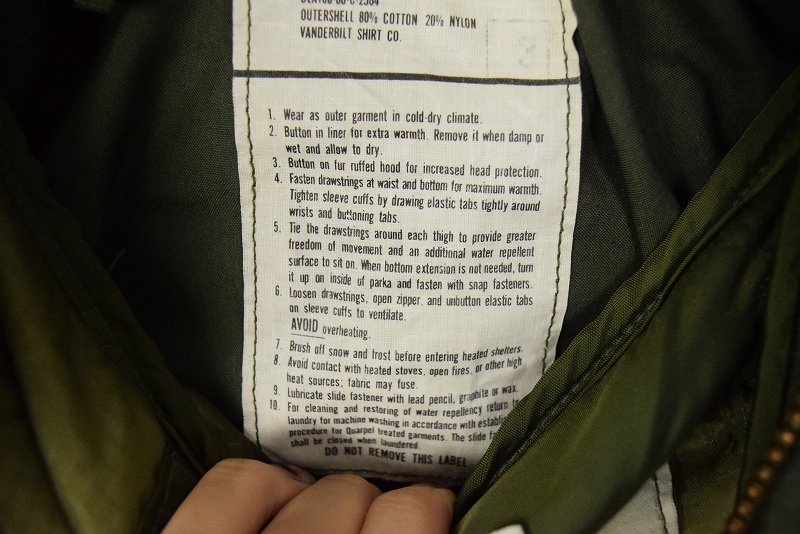 OUTERSHELL 80% COTTON 20% NYLON
VANDERBILT SHIRT CO.
1. Wear as outer garment in cold-dry climate.
2. Button in liner for extra warmth. Remove it when damp or
wet and allow to dry.
3. Button on fur ruffed hood for increased head protection.
4. Fasten drawstrings at waist and bottom for maximum warmth.
Tighten sleeve cuffs by drawing elastic tabs tightly around
wrists and buttoning tabs.
5. Tie the drawstrings around each thigh to provide greater
freedom of movement and an additional water repellent
surface to sit on. When bottom extension is not needed, turn
it up on inside of parka and fasten with snap fasteners.
6. Loosen drawstrings, open zipper, and unbutton elastic tabs
on sleeve cuffs to ventilate.
AVOID overheating.
7. Brush off snow and frost before entering heated shelters.
8. Avoid contact with heated stoves, open fires, or other high
heat sources; fabric may fuse.
9. Lubricate slide fastener with lead pencil, graphite or wax.
10. For cleaning and restoring of water repellency return to
laundry for machine washing in accordance with
procedure for Quarpel treated garments. The slide
shall be closed when laundered.
DO NOT REMOVE THIS LABEL